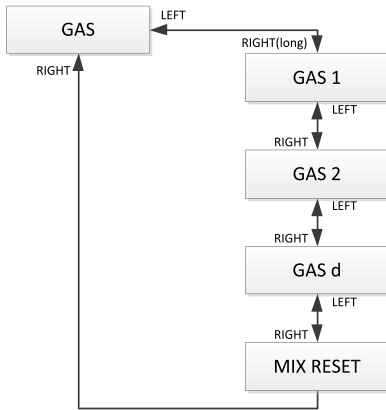 GAS
LEFT
RIGHT(long)
RIGHT
GAS 1
LEFT
RIGHT
GAS 2
LEFT
RIGHT
GAS d
LEFT
RIGHT
MIX RESET